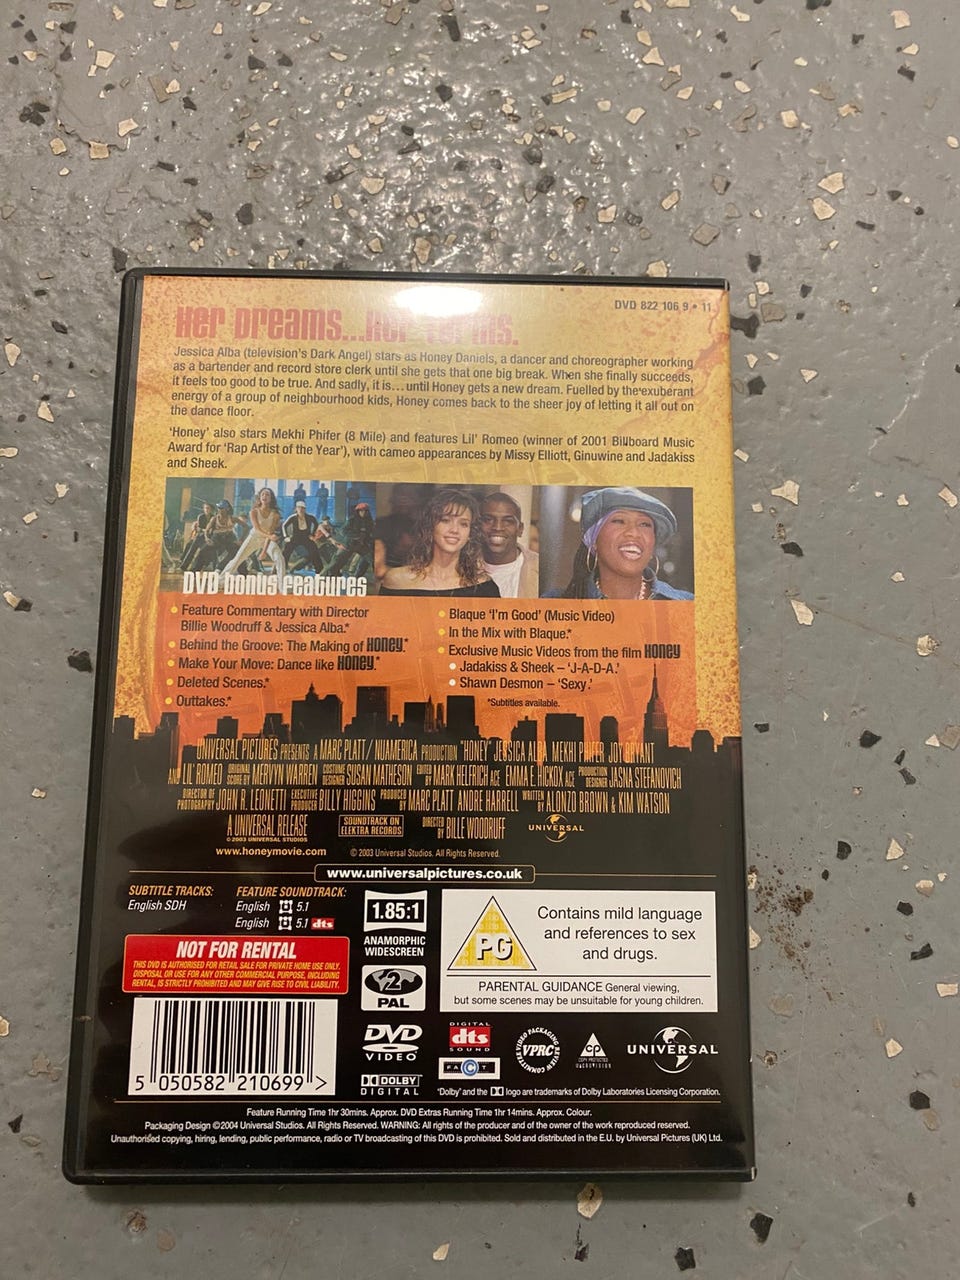 DVD 822 106 9 • 11
Her Dreams...Her
Jessica Alba (television's Dark Angel) stars as Honey Daniels, a dancer and choreographer working
as a bartender and record store clerk until she gets that one big break. When she finally succeeds,
it feels too good to be true. And sadly, it is... until Honey gets a new dream. Fuelled by the exuberant
energy of a group of neighbourhood kids, Honey comes back to the sheer joy of letting it all out on
the dance floor.
'Honey' also stars Mekhi Phifer (8 Mile) and features Lil' Romeo (winner of 2001 Billboard Music
Award for 'Rap Artist of the Year'), with cameo appearances by Missy Elliott, Ginuwine and Jadakiss
and Sheek.
DVD bonus features
Feature Commentary with Director
Billie Woodruff & Jessica Alba.*
Behind the Groove: The Making of Honey.*
Make Your Move: Dance like Honey.*
Deleted Scenes.*
Outtakes.*
Blaque 'I'm Good' (Music Video)
In the Mix with Blaque.*
Exclusive Music Videos from the film Honey
Jadakiss & Sheek – 'J-A-D-A.'
Shawn Desmon – 'Sexy.'
*Subtitles available.
UNIVERSAL PICTURES PRESENTS A MARC PLATT/ NUAMERICA PRODUCTION "HONEY" JESSICA ALBA MEKHI PHIFER JOY BRYANT
AND LIL' ROMEO ORIGINAL SCORE BY MERVYN WARREN COSTUME DESIGNER SUSAN MATHESON EDITED BY MARK HELFRICH ACE EMMA E. HICKOX ACE PRODUCTION DESIGNER JASNA STEFANOVICH
DIRECTOR OF PHOTOGRAPHY JOHN R. LEONETTI EXECUTIVE PRODUCER BILLY HIGGINS PRODUCED BY MARC PLATT ANDRE HARRELL WRITTEN BY ALONZO BROWN & KIM WATSON
A UNIVERSAL RELEASE
© 2003 UNIVERSAL STUDIOS
SOUNDTRACK ON
ELEKTRA RECORDS
DIRECTED BY BILLE WOODRUFF
UNIVERSAL
www.honeymovie.com
© 2003 Universal Studios. All Rights Reserved.
www.universalpictures.co.uk
SUBTITLE TRACKS:
English SDH
FEATURE SOUNDTRACK:
English 5.1
English 5.1 dts
NOT FOR RENTAL
THIS DVD IS AUTHORISED FOR RETAIL SALE FOR PRIVATE HOME USE ONLY.
DISPOSAL OR USE FOR ANY OTHER COMMERCIAL PURPOSE, INCLUDING
RENTAL, IS STRICTLY PROHIBITED AND MAY GIVE RISE TO CIVIL LIABILITY.
1.85:1
ANAMORPHIC
WIDESCREEN
2
PAL
PG
Contains mild language
and references to sex
and drugs.
PARENTAL GUIDANCE General viewing,
but some scenes may be unsuitable for young children.
5 050582 210699 >
DVD
VIDEO
DOLBY
DIGITAL
DIGITAL
dts
SOUND
FACT
VIDEO PACKAGING REVIEW COMMITTEE
VPRC
CP
COPY PROTECTED
MACROVISION
UNIVERSAL
"Dolby" and the DD logo are trademarks of Dolby Laboratories Licensing Corporation.
Feature Running Time 1hr 30mins. Approx. DVD Extras Running Time 1hr 14mins. Approx. Colour.
Packaging Design ©2004 Universal Studios. All Rights Reserved. WARNING: All rights of the producer and of the owner of the work reproduced reserved.
Unauthorised copying, hiring, lending, public performance, radio or TV broadcasting of this DVD is prohibited. Sold and distributed in the E.U. by Universal Pictures (UK) Ltd.